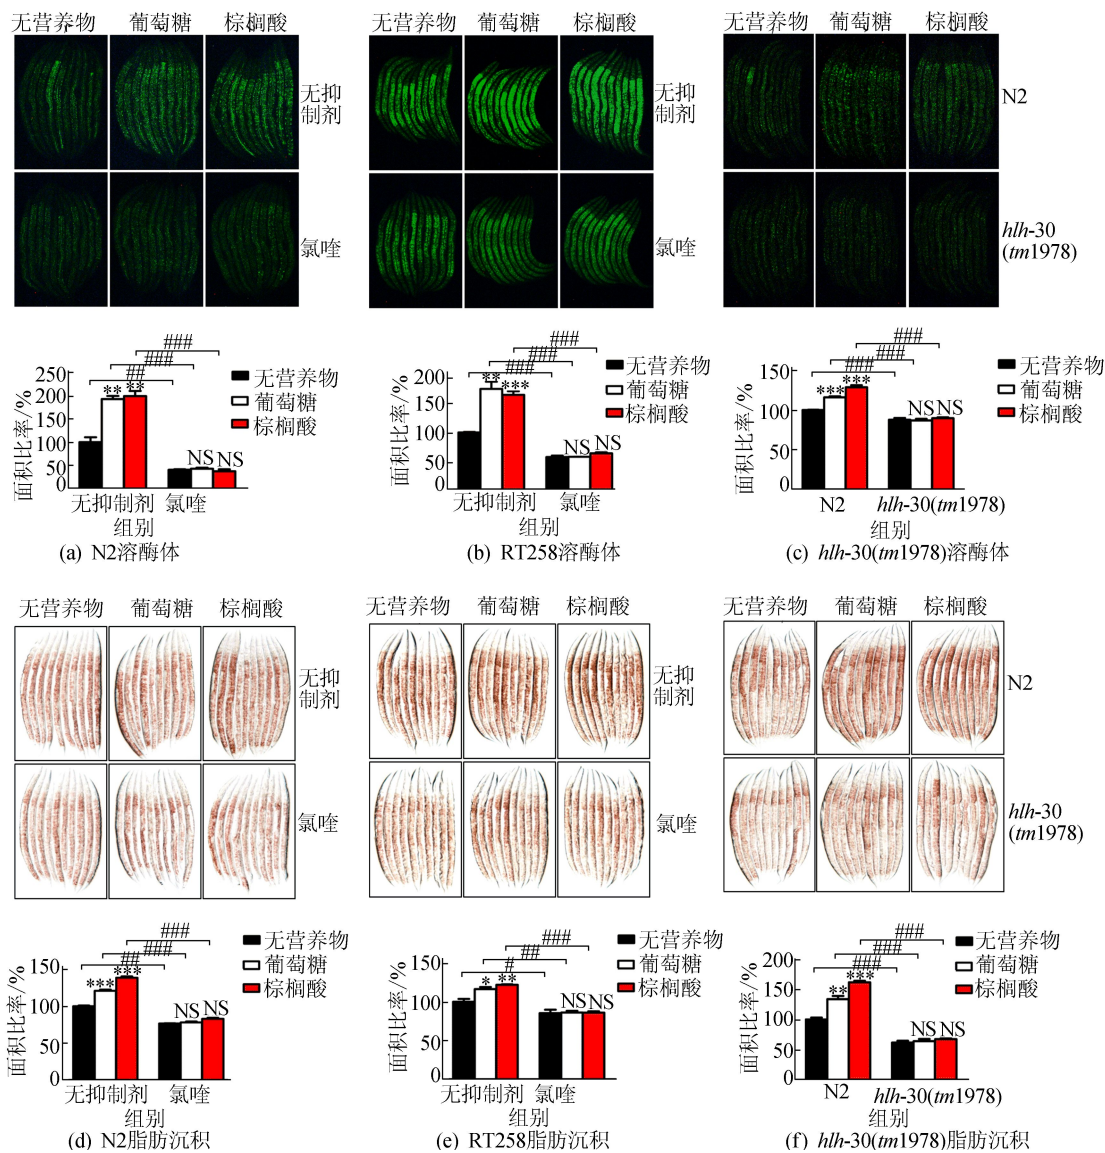 无营养物 葡萄糖 棕榈酸
无抑
制剂
氯喹
###
###
##
250
200
150
100
50
0
面积比率/%
** **
NS NS
无营养物
葡萄糖
棕榈酸
无抑制剂 氯喹
组别
(a) N2溶酶体
无营养物 葡萄糖 棕榈酸
无抑
制剂
氯喹
###
###
###
200
150
100
50
0
面积比率/%
** ***
NS NS
无营养物
葡萄糖
棕榈酸
无抑制剂 氯喹
组别
(b) RT258溶酶体
无营养物 葡萄糖 棕榈酸
N2
hlh-30
(tm1978)
###
###
###
150
100
50
0
面积比率/%
*** ***
NS NS
无营养物
葡萄糖
棕榈酸
N2 hlh-30(tm1978)
组别
(c) hlh-30(tm1978)溶酶体
无营养物 葡萄糖 棕榈酸
无抑
制剂
氯喹
###
###
##
150
100
50
0
面积比率/%
*** ***
NS NS
无营养物
葡萄糖
棕榈酸
无抑制剂 氯喹
组别
(d) N2脂肪沉积
无营养物 葡萄糖 棕榈酸
无抑
制剂
氯喹
###
##
#
150
100
50
0
面积比率/%
* **
NS NS
无营养物
葡萄糖
棕榈酸
无抑制剂 氯喹
组别
(e) RT258脂肪沉积
无营养物 葡萄糖 棕榈酸
N2
hlh-30
(tm1978)
###
###
###
200
150
100
50
0
面积比率/%
** ***
NS NS
无营养物
葡萄糖
棕榈酸
N2 hlh-30(tm1978)
组别
(f) hlh-30(tm1978)脂肪沉积